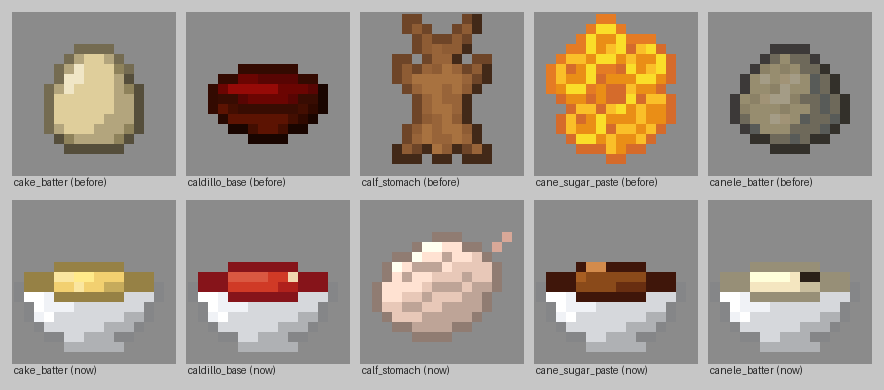 cake_batter (before)
caldillo_base (before)
calf_stomach (before)
cane_sugar_paste (before)
canele_batter (before)
cake_batter (now)
caldillo_base (now)
calf_stomach (now)
cane_sugar_paste (now)
canele_batter (now)